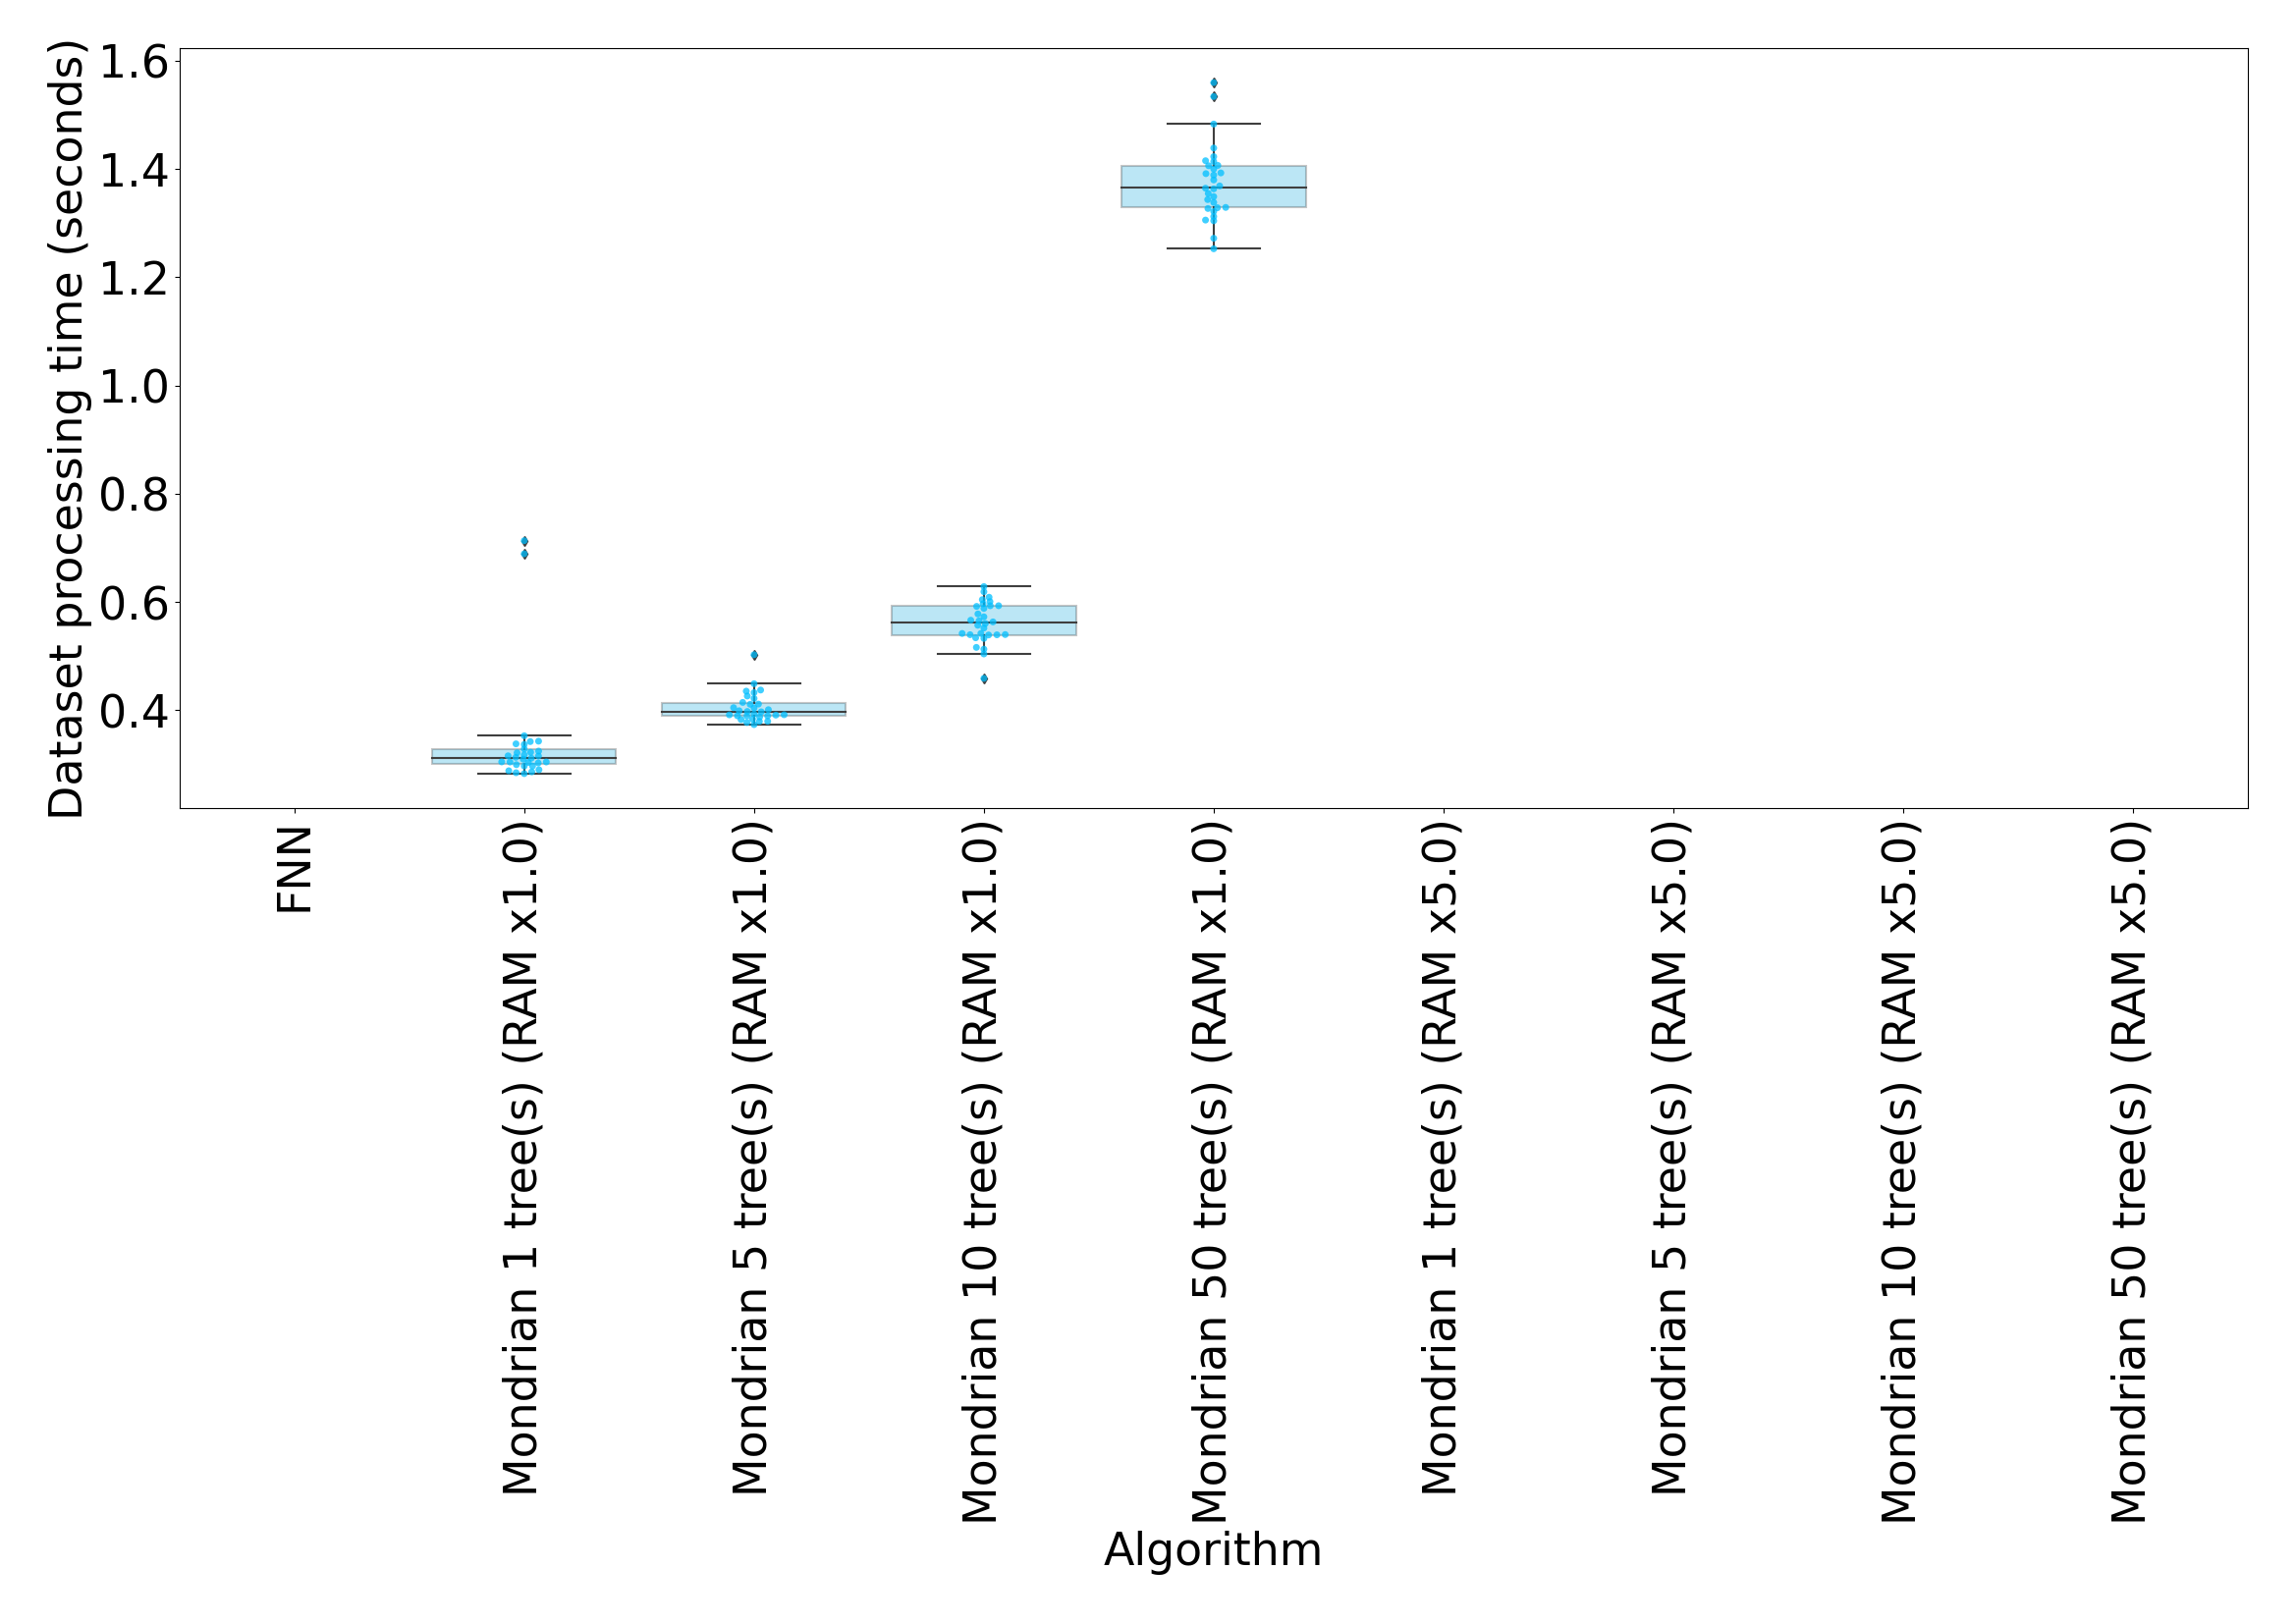 Dataset processing time (seconds)
1.6
1.4
1.2
1.0
0.8
0.6
0.4
FNN
Mondrian 1 tree(s) (RAM x1.0)
Mondrian 5 tree(s) (RAM x1.0)
Mondrian 10 tree(s) (RAM x1.0)
Mondrian 50 tree(s) (RAM x1.0)
Mondrian 1 tree(s) (RAM x5.0)
Mondrian 5 tree(s) (RAM x5.0)
Mondrian 10 tree(s) (RAM x5.0)
Mondrian 50 tree(s) (RAM x5.0)
Algorithm